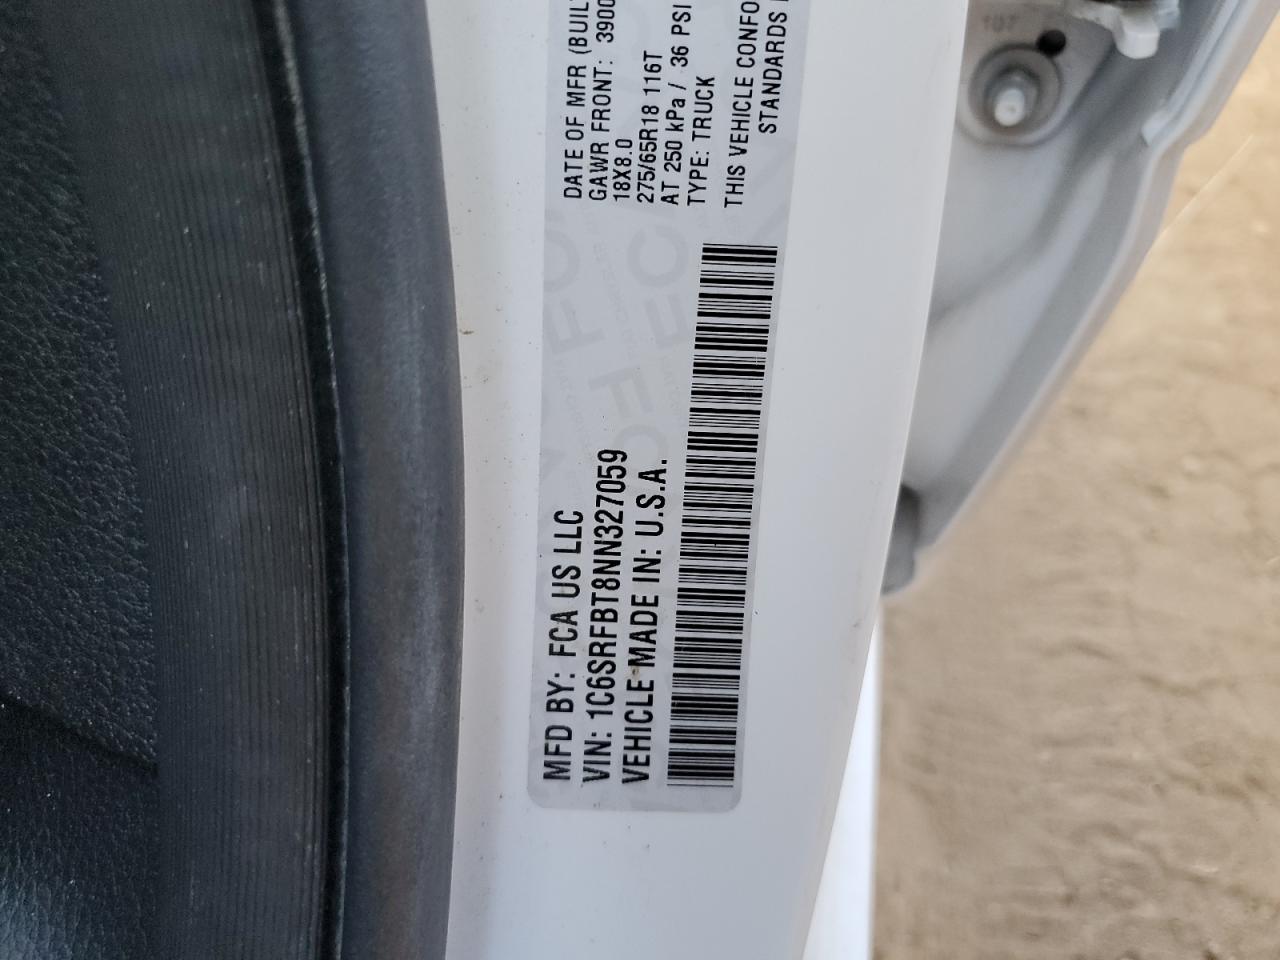 MFD BY: FCA US LLC
VIN: 1C6SRFBT8NN327059
VEHICLE MADE IN: U.S.A.
DATE OF MFR (BUIL
GAWR FRONT: 3900
18X8.0
275/65R18 116T
AT 250 kPa / 36 PSI
TYPE: TRUCK
THIS VEHICLE CONFO
STANDARDS
107